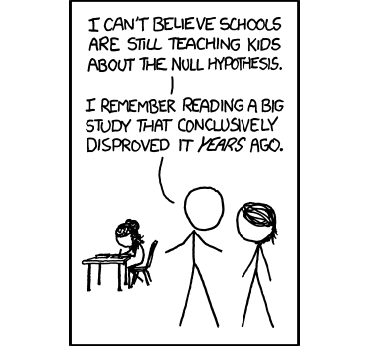 I CAN'T BELIEVE SCHOOLS
ARE STILL TEACHING KIDS
ABOUT THE NULL HYPOTHESIS.
I REMEMBER READING A BIG
STUDY THAT CONCLUSIVELY
DISPROVED IT YEARS AGO.